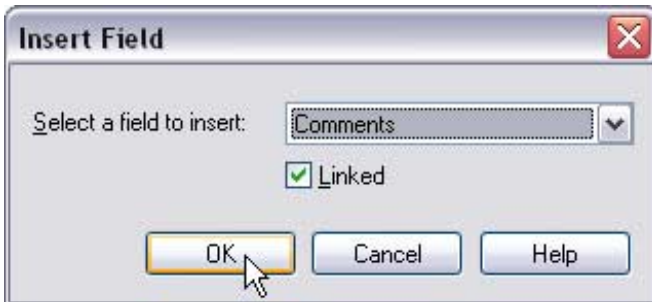 Insert Field
Select a field to insert: Comments
Linked
OK Cancel Help